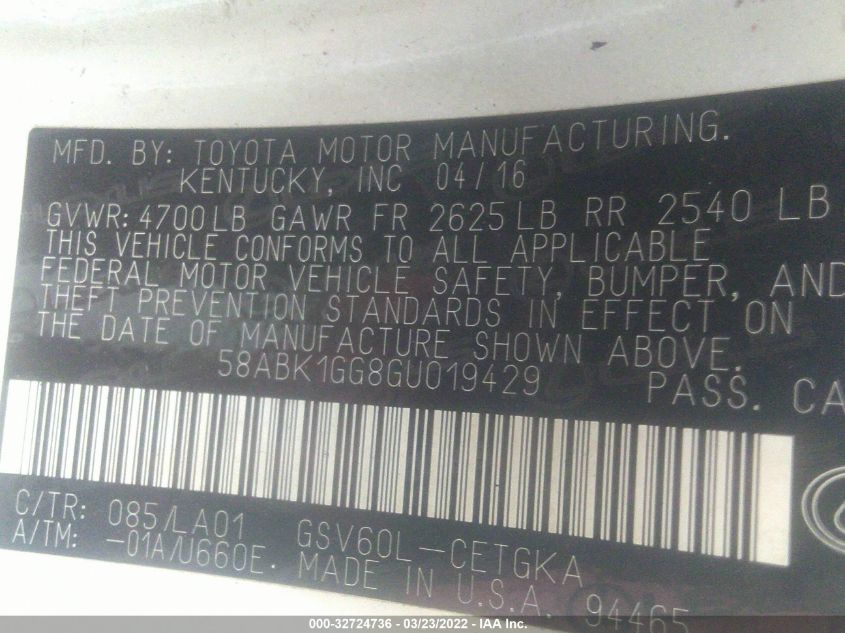 MFD. BY: TOYOTA MOTOR MANUFACTURING.
KENTUCKY, INC 04/16
GVWR: 4700LB GAWR FR 2625LB RR 2540 LB
THIS VEHICLE CONFORMS TO ALL APPLICABLE
FEDERAL MOTOR VEHICLE SAFETY, BUMPER, AND
THEFT PREVENTION STANDARDS IN EFFECT ON
THE DATE OF MANUFACTURE SHOWN ABOVE.
58ABK1GG8GU019429 PASS. CA
C/TR: 085/LA01 GSV60L-CETGKA
A/TM: -01A/U660E. MADE IN U.S.A. 94465
000-32724736 - 03/23/2022 - IAA Inc.